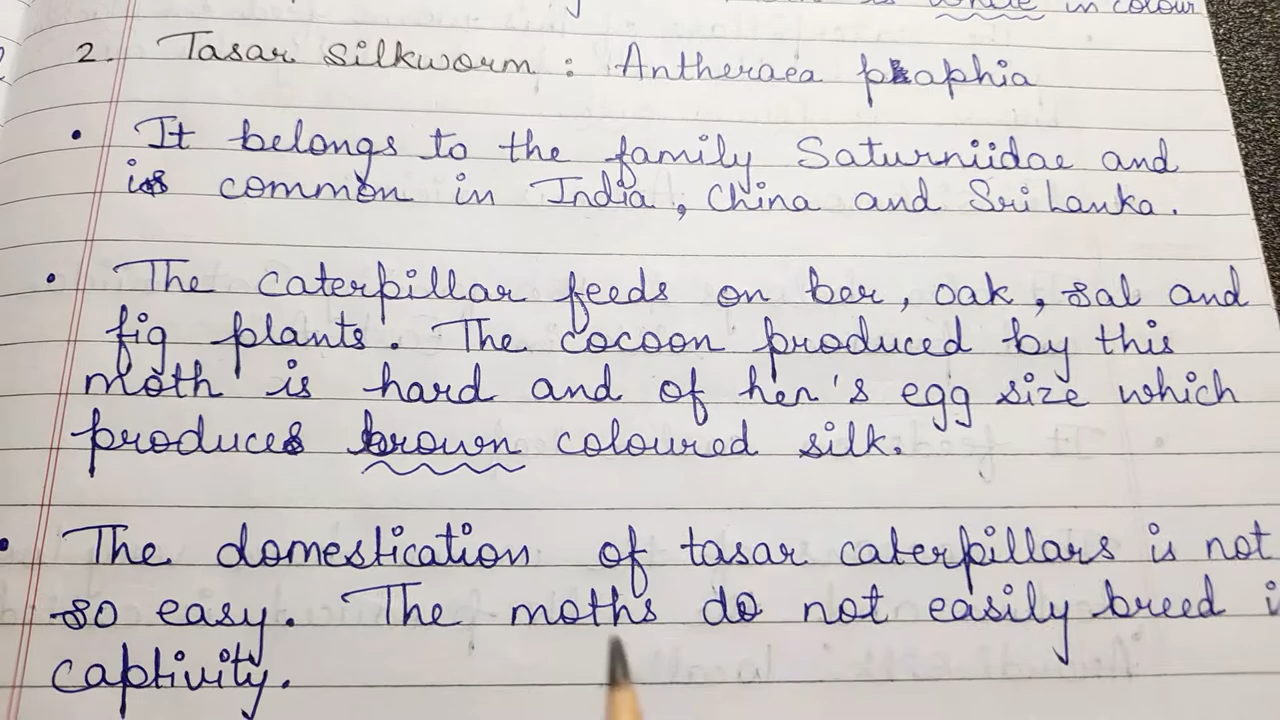 in colour
2. Tasar silkworm : Antheraea paphia
• It belongs to the family Saturniidae and
is common in India, China and Sri Lanka.
• The caterpillar feeds on ber, oak, sal and
fig plants. The cocoon produced by this
moth is hard and of hen's egg size which
produces brown coloured silk.
• The domestication of tasar caterpillars is not
so easy. The moths do not easily breed i
captivity.